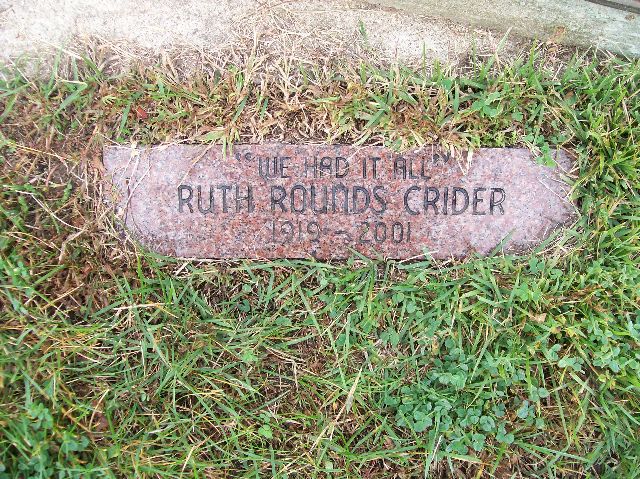 "WE HAD IT ALL"
RUTH ROUNDS CRIDER
1919 - 2001